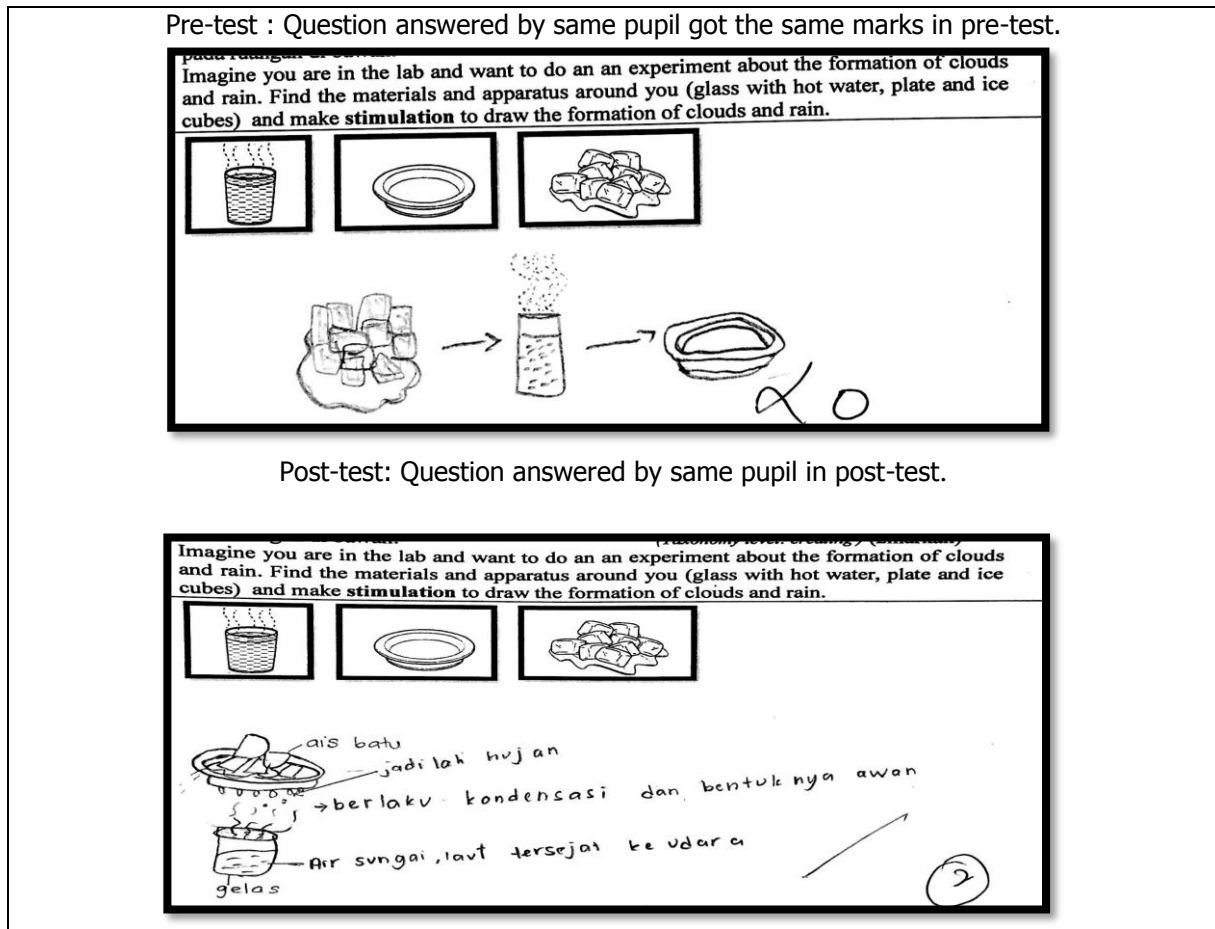 Pre-test : Question answered by same pupil got the same marks in pre-test.
Imagine you are in the lab and want to do an an experiment about the formation of clouds
and rain. Find the materials and apparatus around you (glass with hot water, plate and ice
cubes) and make stimulation to draw the formation of clouds and rain.
0
Post-test: Question answered by same pupil in post-test.
Imagine you are in the lab and want to do an an experiment about the formation of clouds
and rain. Find the materials and apparatus around you (glass with hot water, plate and ice
cubes) and make stimulation to draw the formation of clouds and rain.
ais batu
jadilah hujan
berlaku kondensasi dan bentuknya awan
Air sungai, laut tersejat ke udara
gelas
2